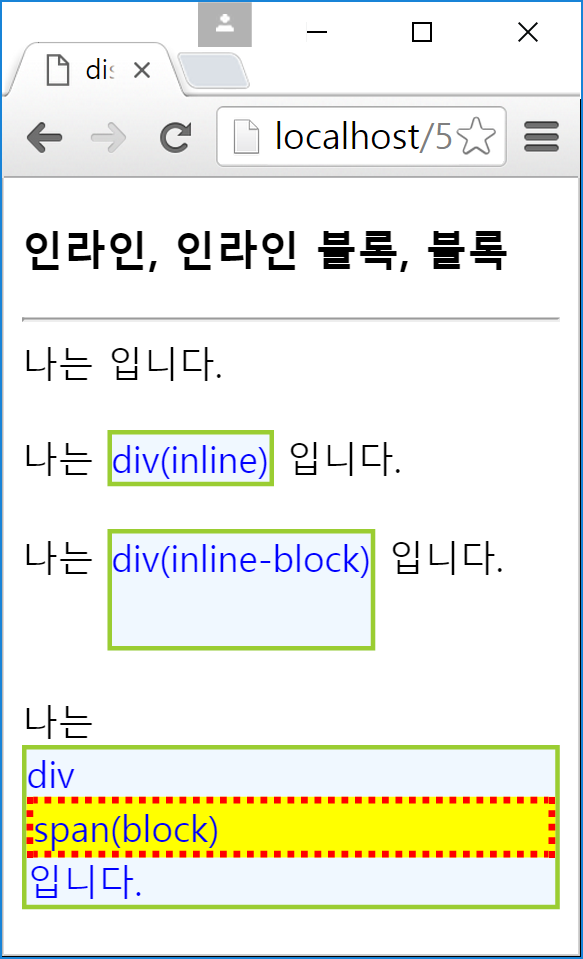 dis
localhost/5
인라인, 인라인 블록, 블록
나는 입니다.
나는 div(inline) 입니다.
나는 div(inline-block) 입니다.
나는
div
span(block)
입니다.